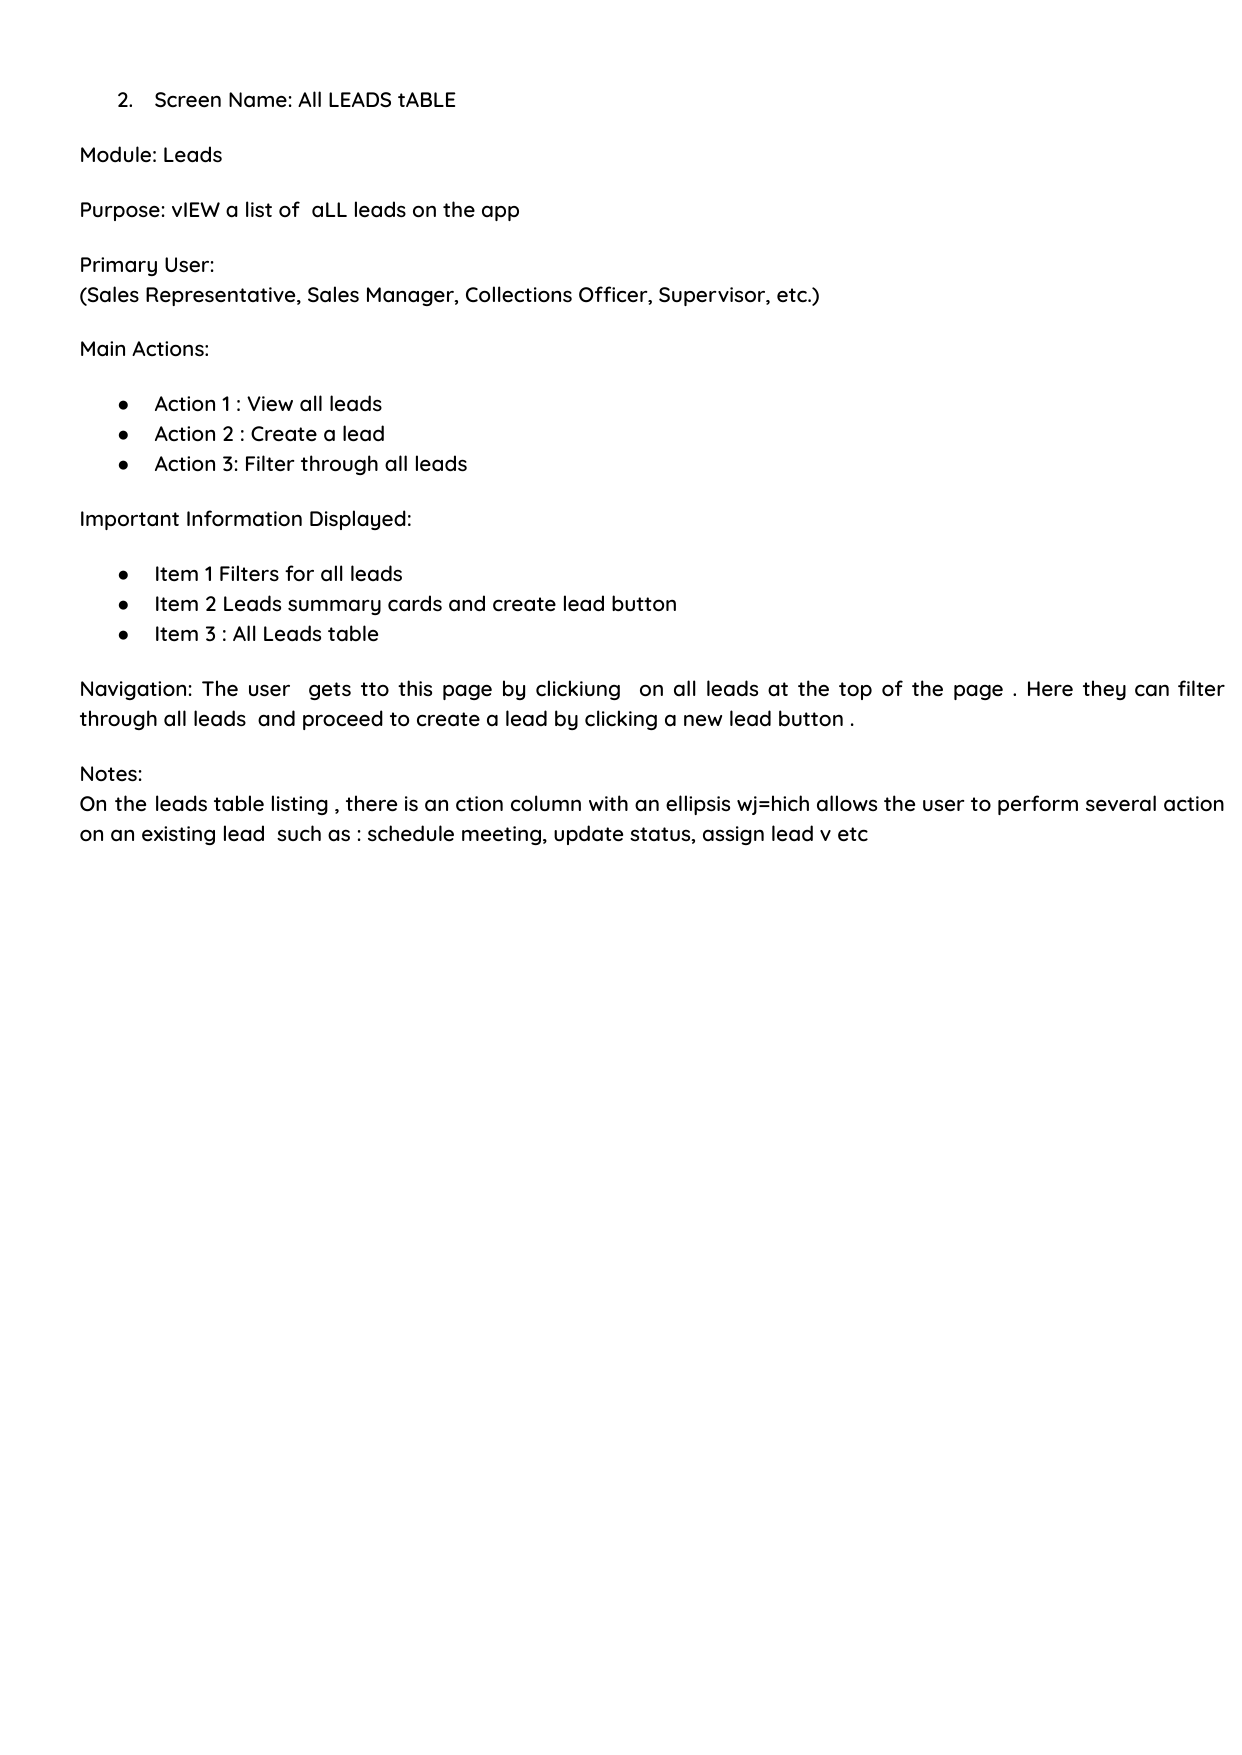 2. Screen Name: All LEADS tABLE
Module: Leads
Purpose: vIEW a list of  aLL leads on the app
Primary User:
(Sales Representative, Sales Manager, Collections Officer, Supervisor, etc.)
Main Actions:
● Action 1 : View all leads
● Action 2 : Create a lead
● Action 3: Filter through all leads
Important Information Displayed:
● Item 1 Filters for all leads
● Item 2 Leads summary cards and create lead button
● Item 3 : All Leads table
Navigation: The user  gets tto this page by clickiung  on all leads at the top of the page . Here they can filter
through all leads  and proceed to create a lead by clicking a new lead button .
Notes:
On the leads table listing , there is an ction column with an ellipsis wj=hich allows the user to perform several action
on an existing lead  such as : schedule meeting, update status, assign lead v etc